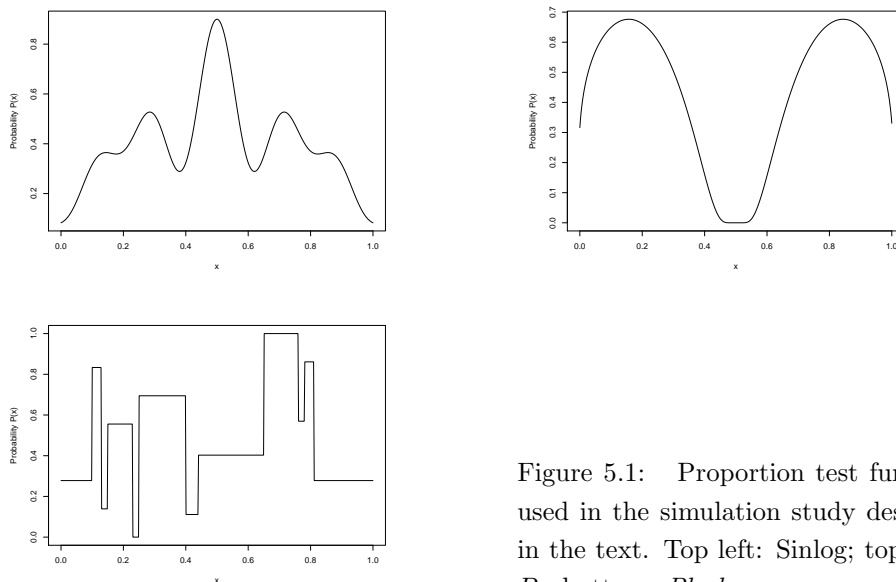 0.8
0.6
0.4
0.2
Probability P(x)
0.0 0.2 0.4 0.6 0.8 1.0
x
0.7
0.6
0.5
0.4
0.3
0.2
0.1
0.0
Probability P(x)
0.0 0.2 0.4 0.6 0.8 1.0
x
1.0
0.8
0.6
0.4
0.2
0.0
Probability P(x)
0.0 0.2 0.4 0.6 0.8 1.0
Figure 5.1: Proportion test fun
used in the simulation study des
in the text. Top left: Sinlog; top